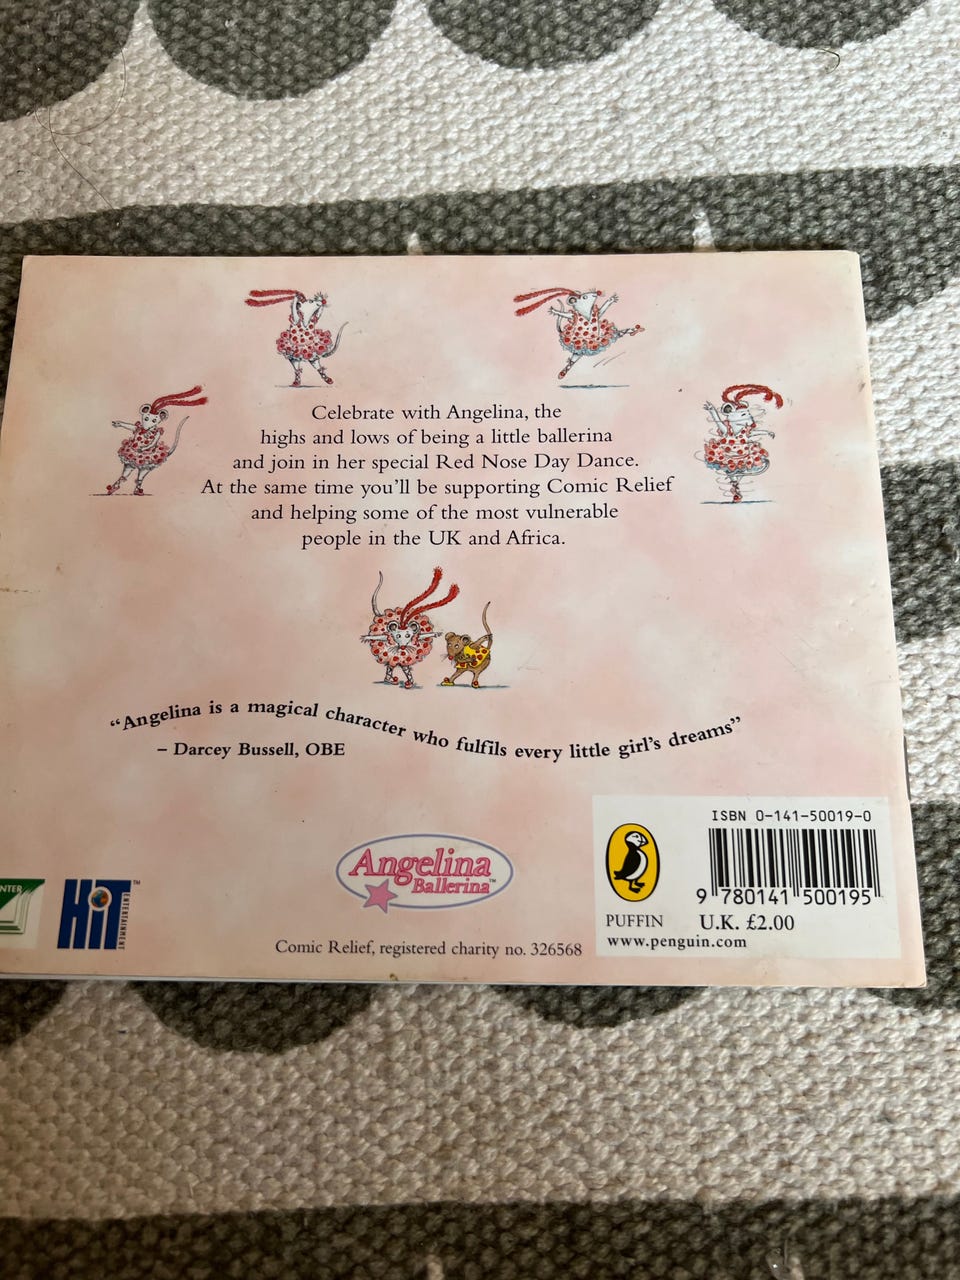 Celebrate with Angelina, the
highs and lows of being a little ballerina
and join in her special Red Nose Day Dance.
At the same time you'll be supporting Comic Relief
and helping some of the most vulnerable
people in the UK and Africa.
“Angelina is a magical character who fulfils every little girl's dreams”
– Darcey Bussell, OBE
ISBN 0-141-50019-0
9 780141 500195
PUFFIN U.K. £2.00
www.penguin.com
Angelina
Ballerina™
NTER
HiT™
ENTERTAINMENT
Comic Relief, registered charity no. 326568